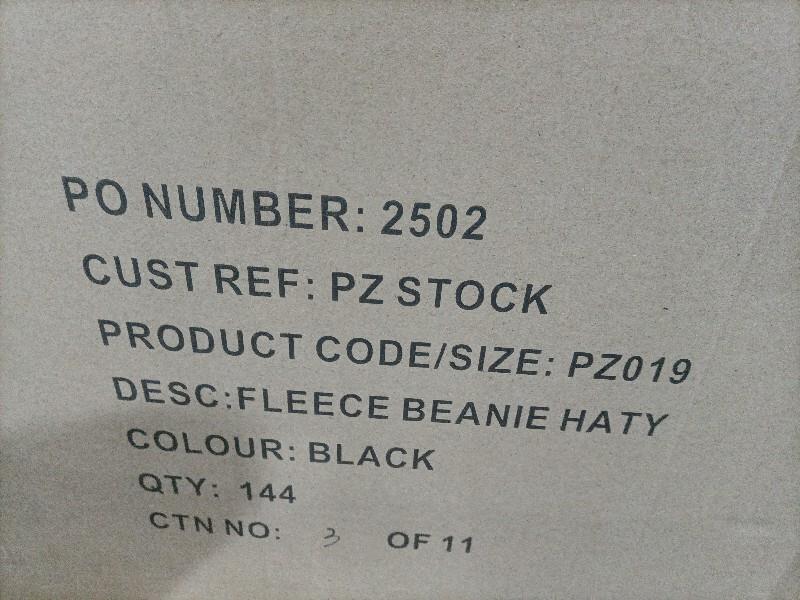 PO NUMBER: 2502
CUST REF: PZ STOCK
PRODUCT CODE/SIZE: PZ019
DESC:FLEECE BEANIE HATY
COLOUR: BLACK
QTY: 144
CTN NO: 3 OF 11